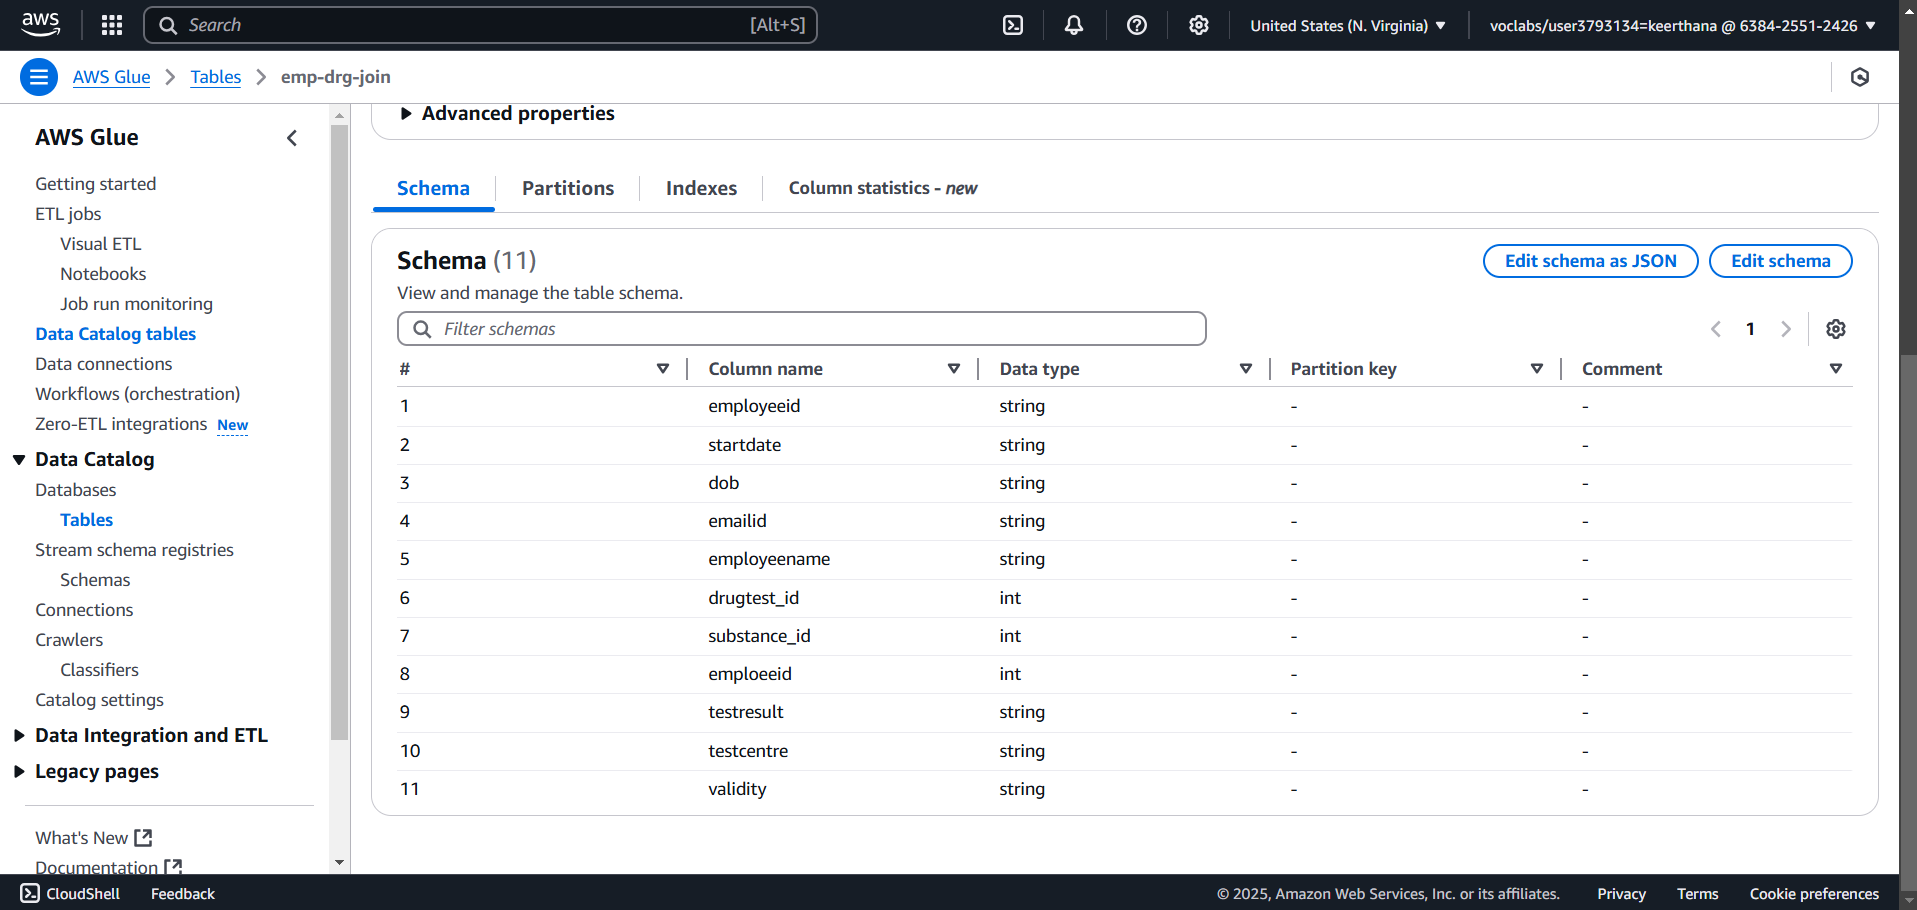 aws
Search [Alt+S]
United States (N. Virginia)
voclabs/user3793134=keerthana @ 6384-2551-2426
AWS Glue
Tables
emp-drg-join
AWS Glue
Getting started
ETL jobs
Visual ETL
Notebooks
Job run monitoring
Data Catalog tables
Data connections
Workflows (orchestration)
Zero-ETL integrations New
Data Catalog
Databases
Tables
Stream schema registries
Schemas
Connections
Crawlers
Classifiers
Catalog settings
Data Integration and ETL
Legacy pages
What's New
Documentation
Advanced properties
Schema Partitions Indexes Column statistics - new
Schema (11)
Edit schema as JSON Edit schema
View and manage the table schema.
Filter schemas
1
# Column name Data type Partition key Comment
1 employeeid string - -
2 startdate string - -
3 dob string - -
4 emailid string - -
5 employeename string - -
6 drugtest_id int - -
7 substance_id int - -
8 emploeeid int - -
9 testresult string - -
10 testcentre string - -
11 validity string - -
CloudShell Feedback
© 2025, Amazon Web Services, Inc. or its affiliates. Privacy Terms Cookie preferences